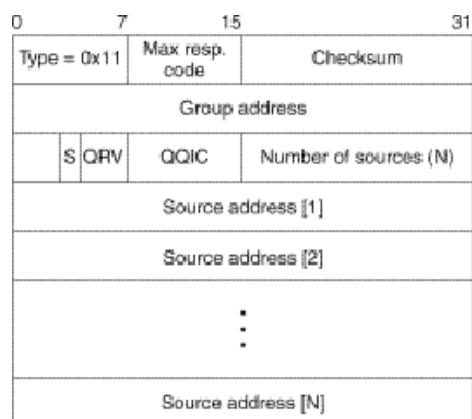 0 7 15 31
Type = 0x11 Max resp. code Checksum
Group address
S QRV QQIC Number of sources (N)
Source address [1]
Source address [2]
Source address [N]